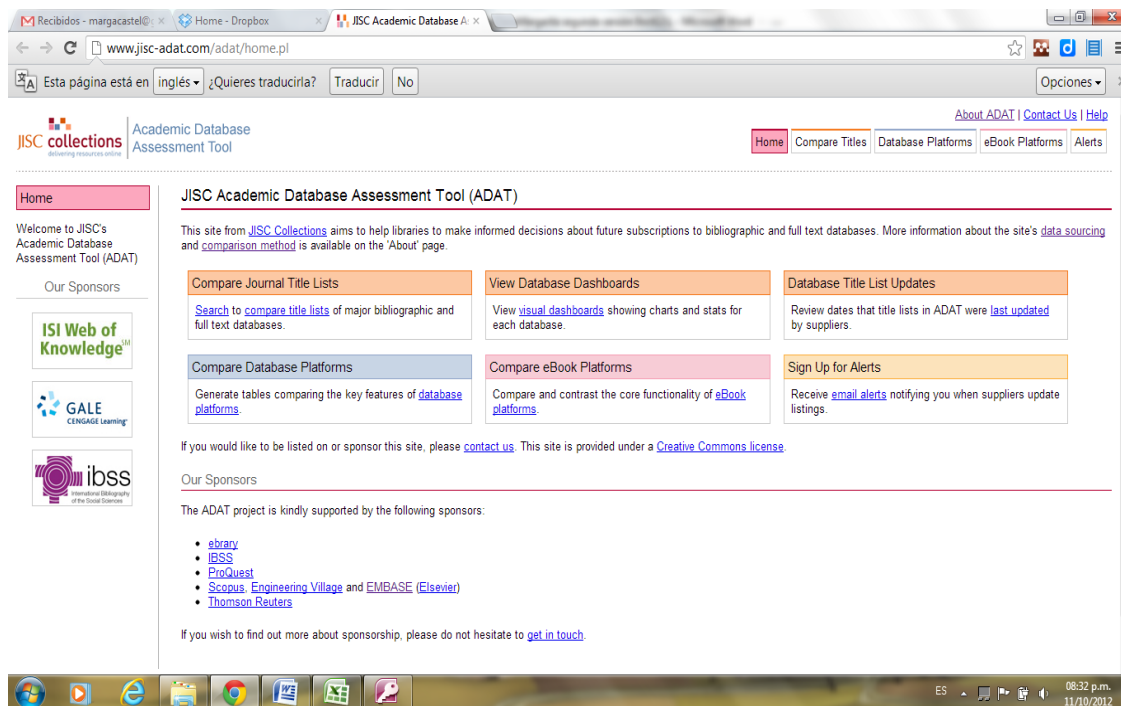 Recibidos - margacastel@
Home - Dropbox
JISC Academic Database A
www.jisc-adat.com/adat/home.pl
Esta página está en inglés ¿Quieres traducirla? Traducir No Opciones
About ADAT | Contact Us | Help
JISC collections
delivering resources online
Academic Database
Assessment Tool
Home Compare Titles Database Platforms eBook Platforms Alerts
Home
Welcome to JISC's
Academic Database
Assessment Tool (ADAT)
Our Sponsors
ISI Web of
Knowledge SM
GALE
CENGAGE Learning
ibss
International Bibliography
of the Social Sciences
JISC Academic Database Assessment Tool (ADAT)
This site from JISC Collections aims to help libraries to make informed decisions about future subscriptions to bibliographic and full text databases. More information about the site's data sourcing
and comparison method is available on the 'About' page.
Compare Journal Title Lists
Search to compare title lists of major bibliographic and
full text databases.
View Database Dashboards
View visual dashboards showing charts and stats for
each database.
Database Title List Updates
Review dates that title lists in ADAT were last updated
by suppliers.
Compare Database Platforms
Generate tables comparing the key features of database
platforms.
Compare eBook Platforms
Compare and contrast the core functionality of eBook
platforms.
Sign Up for Alerts
Receive email alerts notifying you when suppliers update
listings.
If you would like to be listed on or sponsor this site, please contact us. This site is provided under a Creative Commons license.
Our Sponsors
The ADAT project is kindly supported by the following sponsors:
• ebrary
• IBSS
• ProQuest
• Scopus, Engineering Village and EMBASE (Elsevier)
• Thomson Reuters
If you wish to find out more about sponsorship, please do not hesitate to get in touch.
ES
08:32 p.m.
11/10/2012